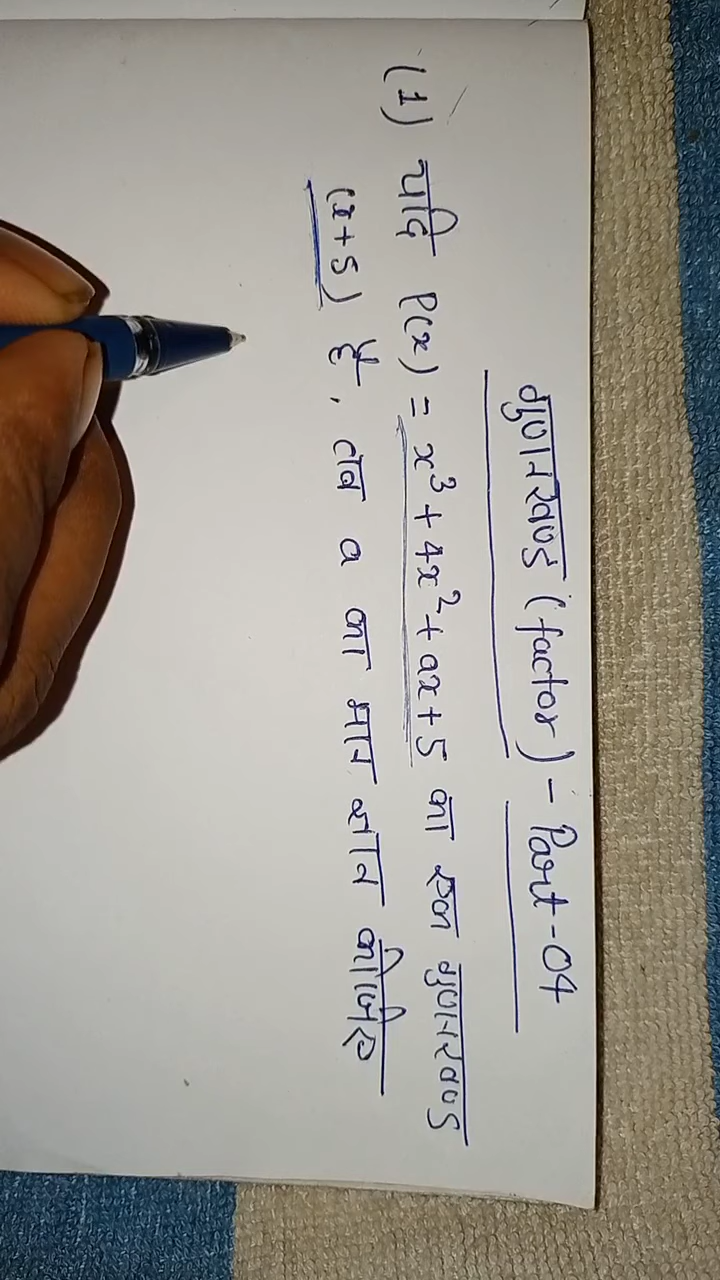 गुणनखण्ड (factor) - Part-04
(1) यदि P(x) = x³ + 4x² + ax + 5 का एक गुणनखण्ड
(x+5) है, तब a का मान ज्ञात कीजिए